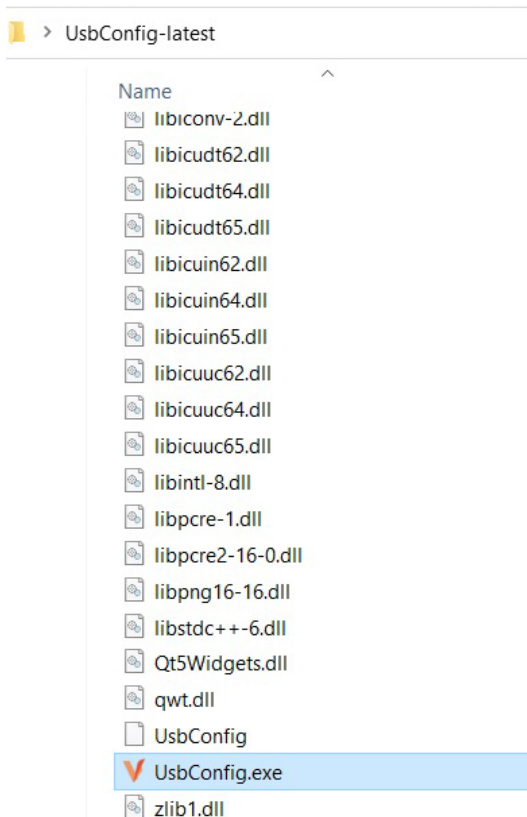 > UsbConfig-latest
Name
libiconv-2.dll
libicudt62.dll
libicudt64.dll
libicudt65.dll
libicuin62.dll
libicuin64.dll
libicuin65.dll
libicuuc62.dll
libicuuc64.dll
libicuuc65.dll
libintl-8.dll
libpcre-1.dll
libpcre2-16-0.dll
libpng16-16.dll
libstdc++-6.dll
Qt5Widgets.dll
qwt.dll
UsbConfig
UsbConfig.exe
zlib1.dll